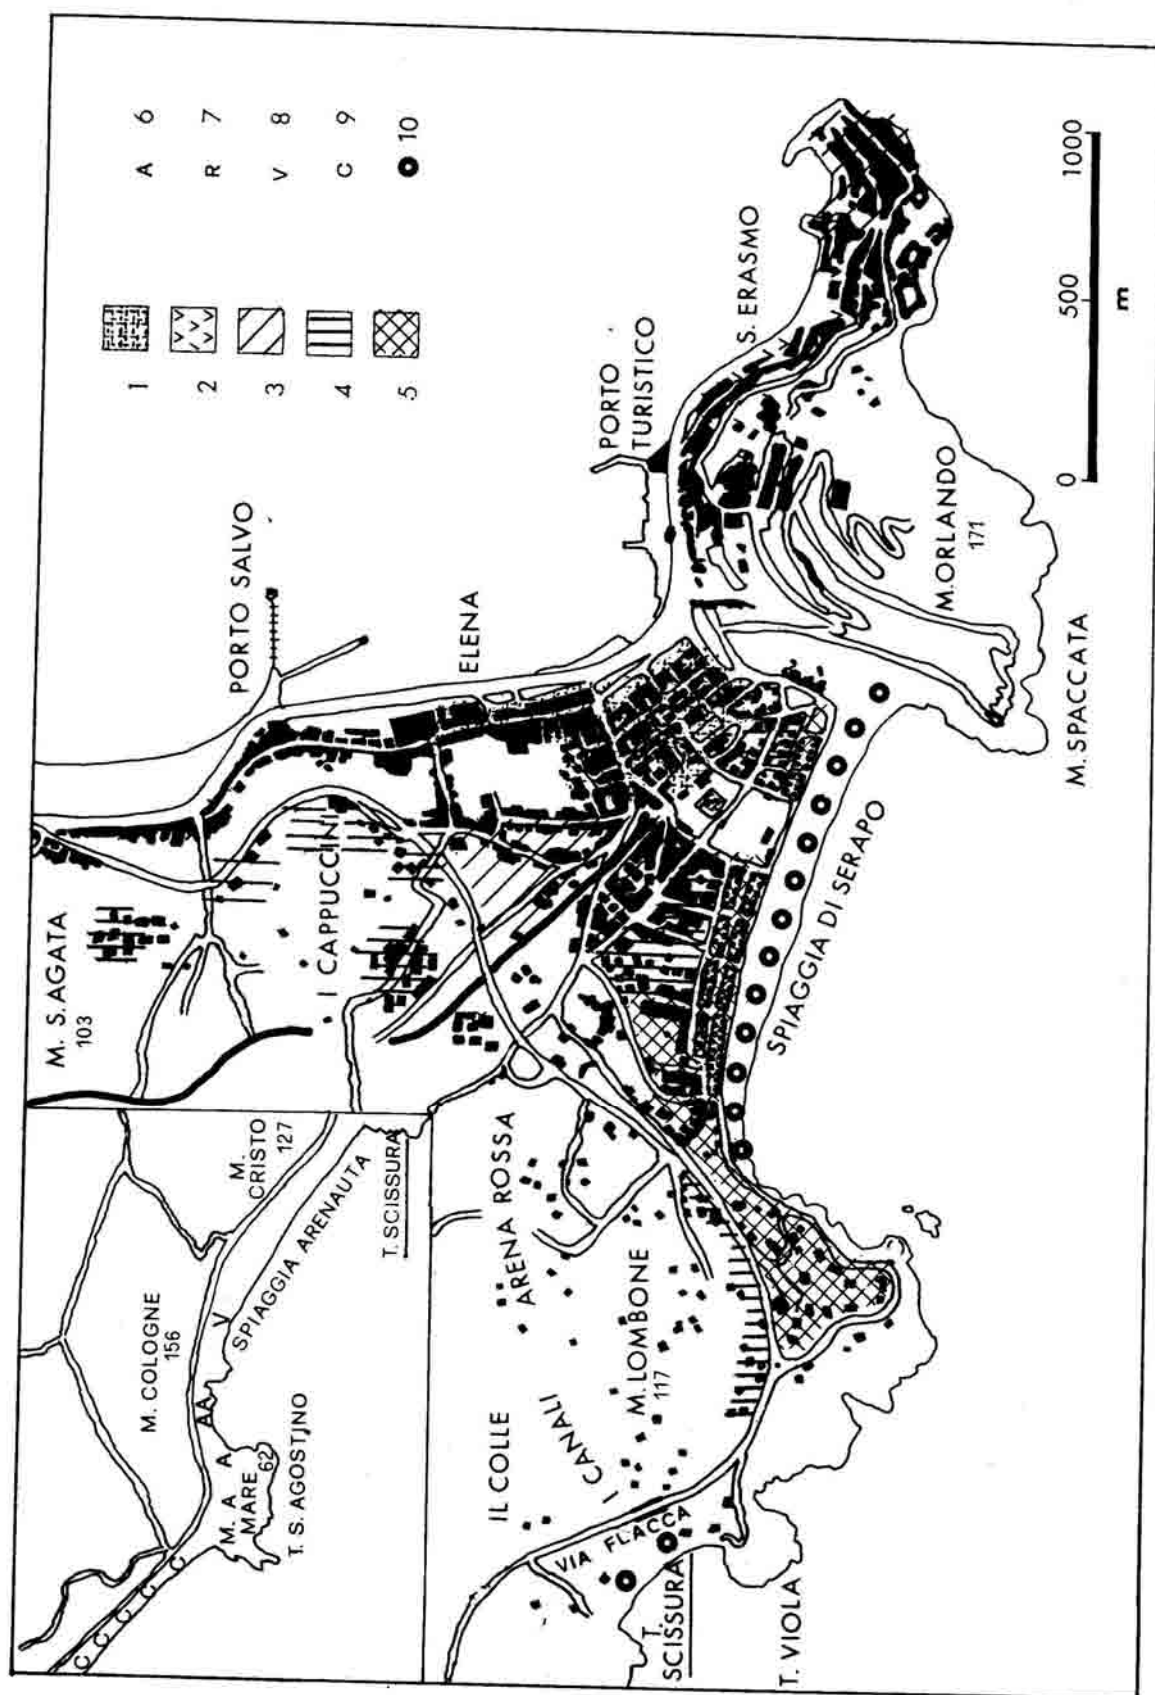 C C C C C
M. COLOGNE
156
M.
CRISTO
127
M. A
MARE
62
A
AA
V
SPIAGGIA ARENAUTA
T. S. AGOSTINO
T. SCISSURA
M. S. AGATA
103
I CAPPUCCINI
PORTO SALVO
ELENA
1
2
3
4
5
A 6
R 7
V 8
C 9
10
IL COLLE
I CANALI
ARENA ROSSA
M. LOMBONE
117
VIA FLACCA
T.
SCISSURA
T. VIOLA
SPIAGGIA DI SERAPO
PORTO
TURISTICO
S. ERASMO
M. ORLANDO
171
M. SPACCATA
0 500 1000
m